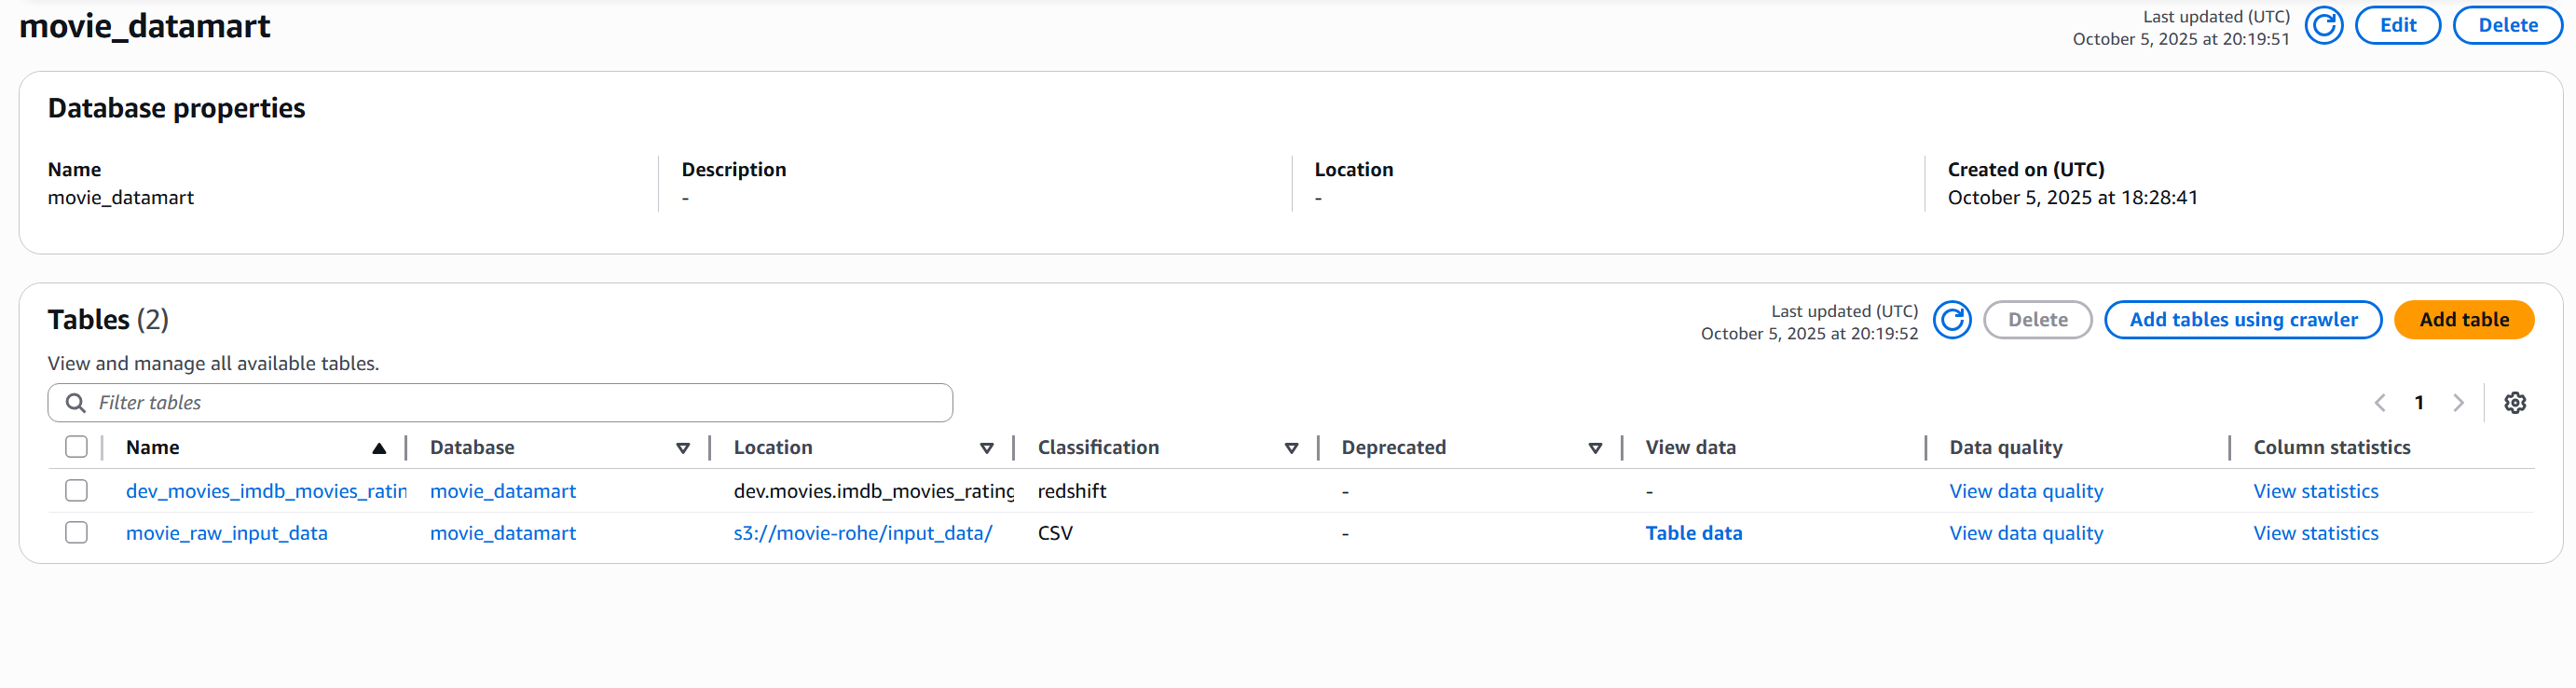 movie_datamart
Last updated (UTC)
October 5, 2025 at 20:19:51
Edit
Delete
Database properties
Name
Description
Location
Created on (UTC)
movie_datamart
-
-
October 5, 2025 at 18:28:41
Tables (2)
Last updated (UTC)
October 5, 2025 at 20:19:52
Delete
Add tables using crawler
Add table
View and manage all available tables.
Filter tables
1
Name Database Location Classification Deprecated View data Data quality Column statistics
dev_movies_imdb_movies_ratin movie_datamart dev.movies.imdb_movies_rating redshift - - View data quality View statistics
movie_raw_input_data movie_datamart s3://movie-rohe/input_data/ CSV - Table data View data quality View statistics